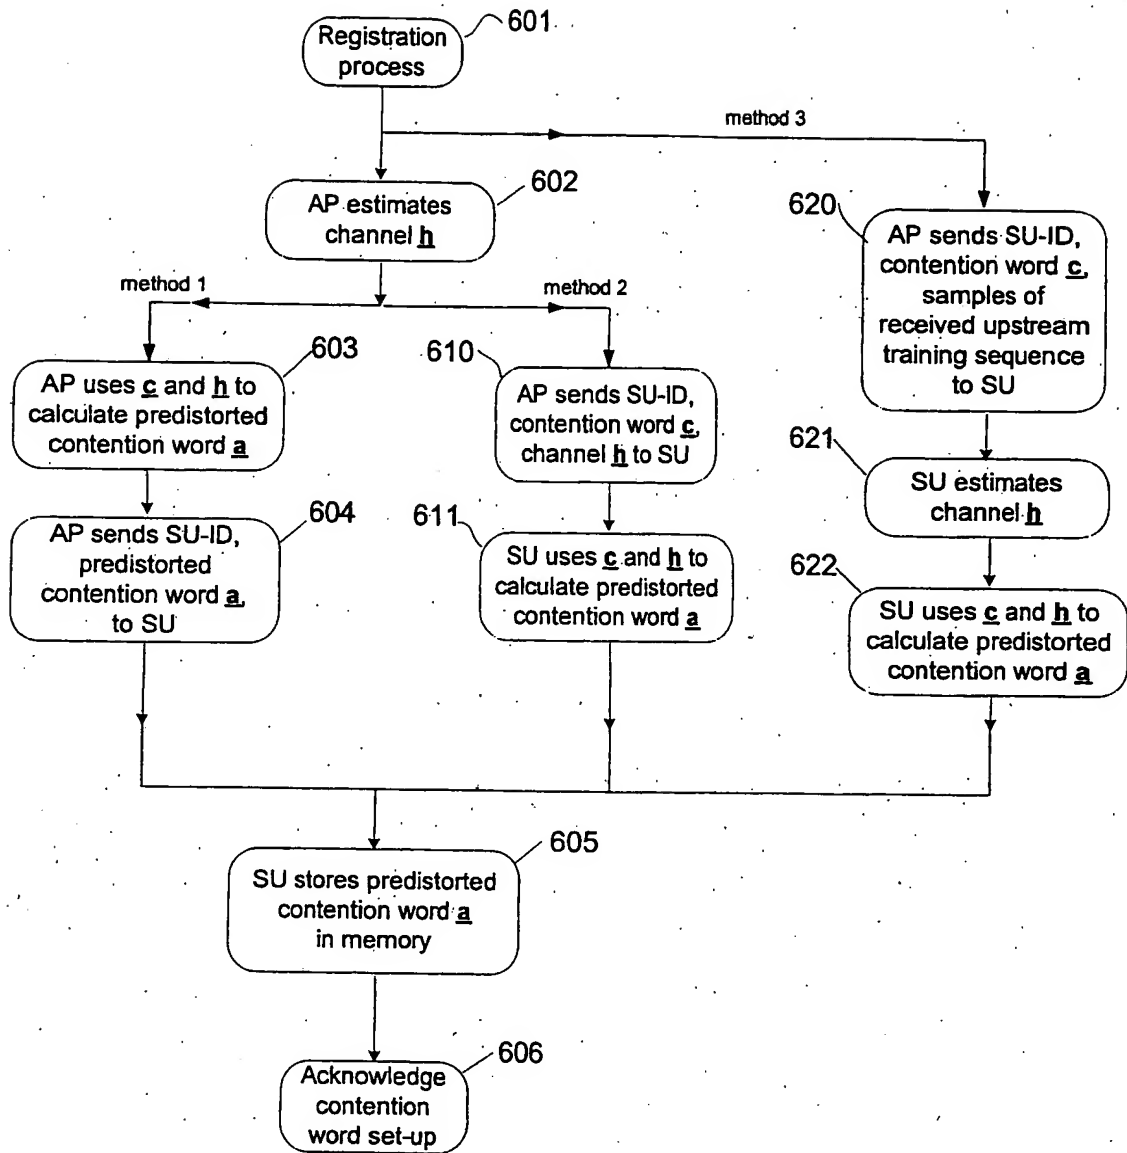 Registration
process
601
method 3
AP estimates
channel h
602
method 1
method 2
620
AP sends SU-ID,
contention word c,
samples of
received upstream
training sequence
to SU
603
AP uses c and h to
calculate predistorted
contention word a
610
AP sends SU-ID,
contention word c,
channel h to SU
621
SU estimates
channel h
604
AP sends SU-ID,
predistorted
contention word a,
to SU
611
SU uses c and h to
calculate predistorted
contention word a
622
SU uses c and h to
calculate predistorted
contention word a
605
SU stores predistorted
contention word a
in memory
606
Acknowledge
contention
word set-up